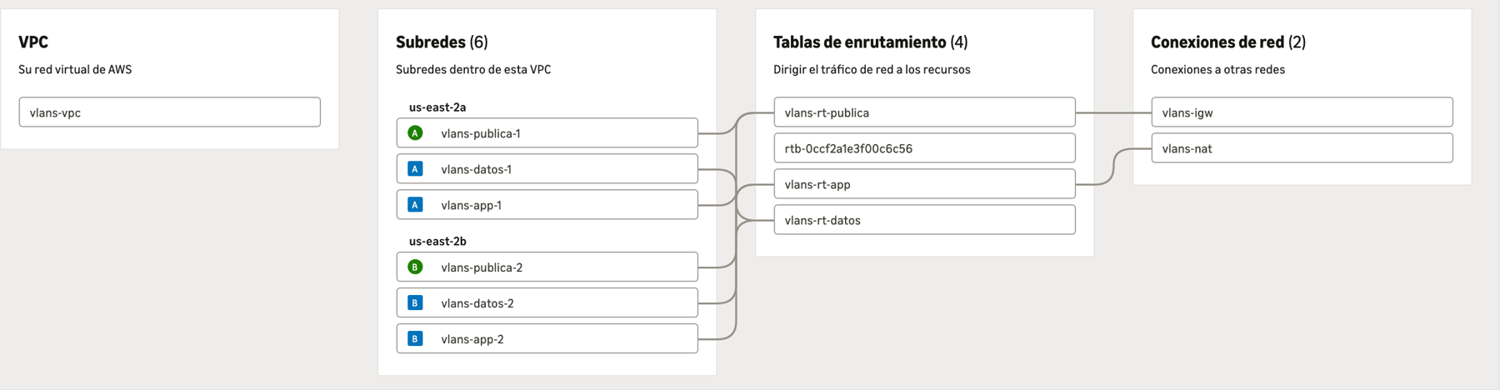 VPC
Su red virtual de AWS
vlans-vpc
Subredes (6)
Subredes dentro de esta VPC
us-east-2a
A vlans-publica-1
A vlans-datos-1
A vlans-app-1
us-east-2b
B vlans-publica-2
B vlans-datos-2
B vlans-app-2
Tablas de enrutamiento (4)
Dirigir el tráfico de red a los recursos
vlans-rt-publica
rtb-0ccf2a1e3f00c6c56
vlans-rt-app
vlans-rt-datos
Conexiones de red (2)
Conexiones a otras redes
vlans-igw
vlans-nat